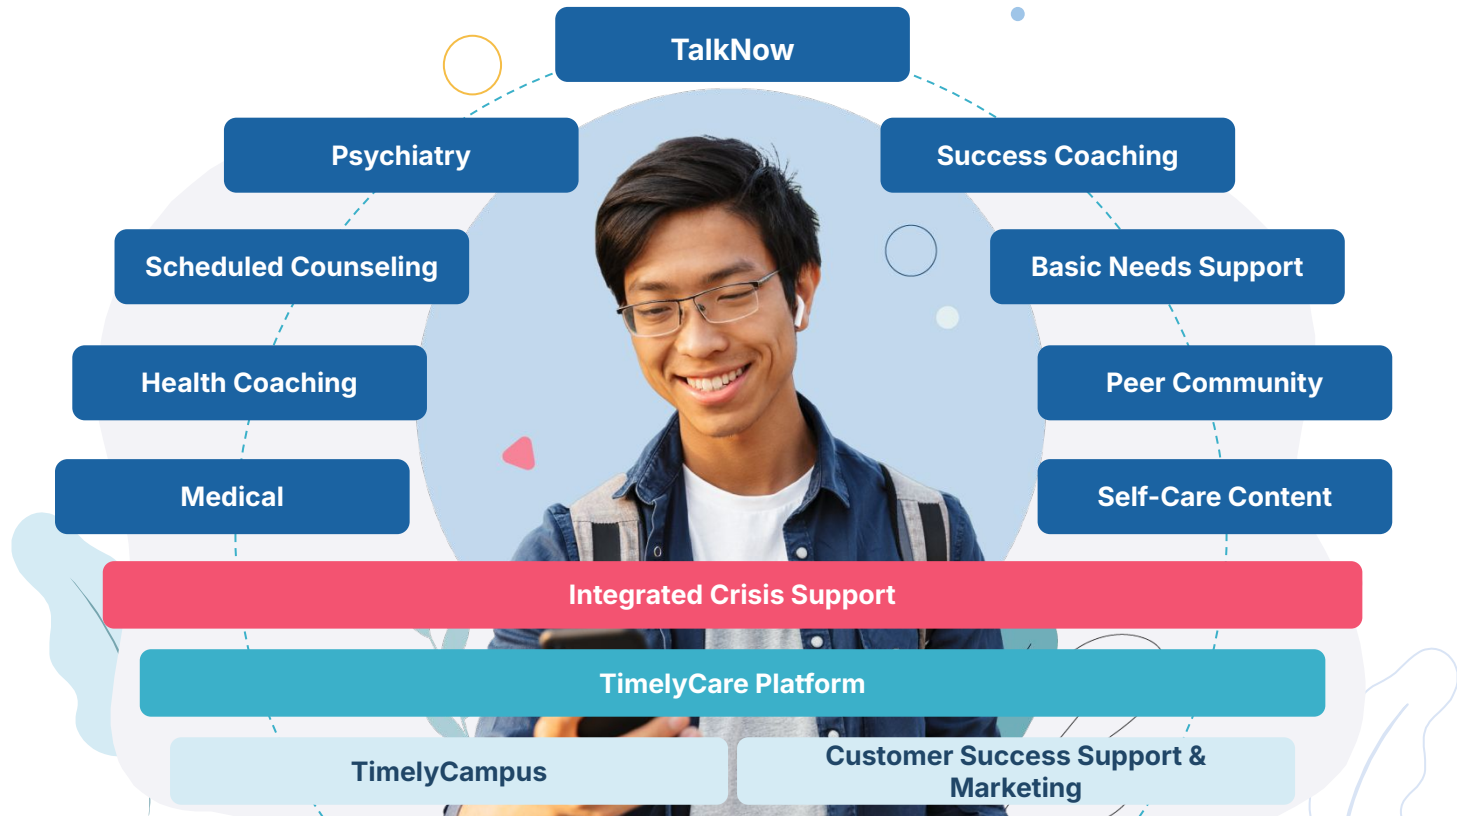 TalkNow
Psychiatry
Success Coaching
Scheduled Counseling
Basic Needs Support
Health Coaching
Peer Community
Medical
Self-Care Content
Integrated Crisis Support
TimelyCare Platform
TimelyCampus
Customer Success Support &
Marketing